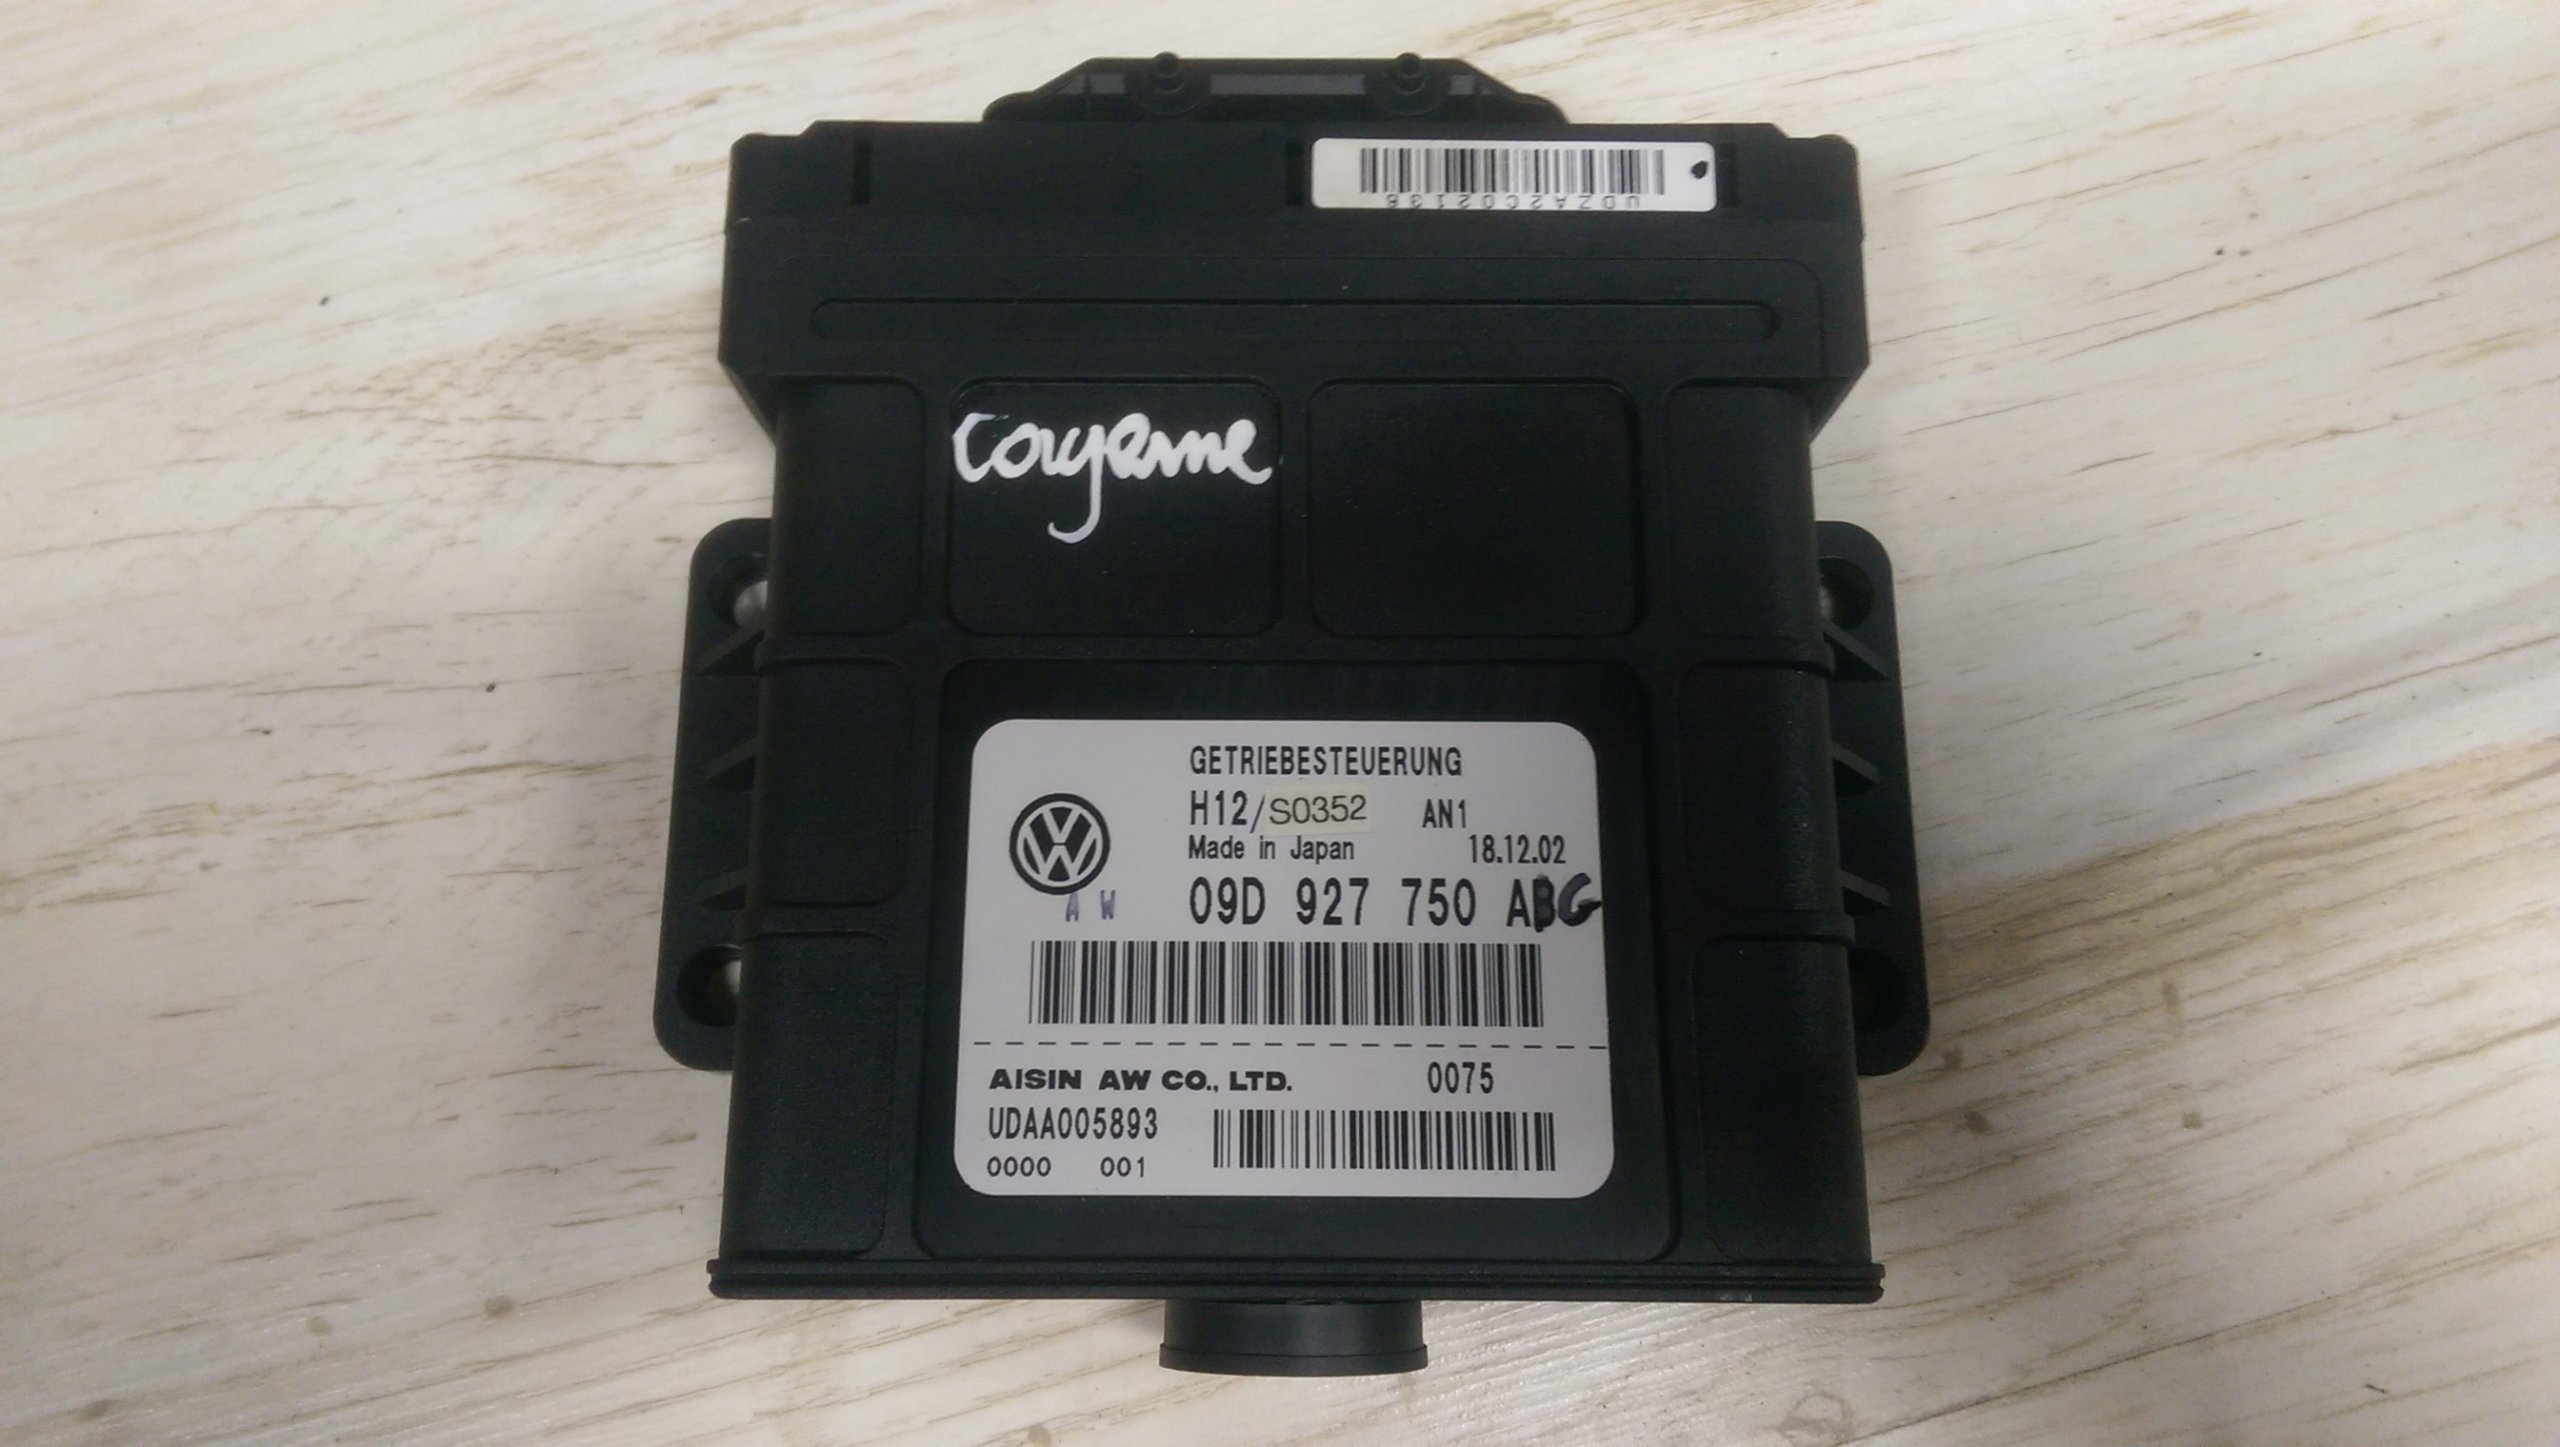 UDZA2C02136
Cayenne
GETRIEBESTEUERUNG
H12/S0352 AN1
Made in Japan 18.12.02
A W 09D 927 750 ABG
AISIN AW CO., LTD. 0075
UDAA005893
0000 001